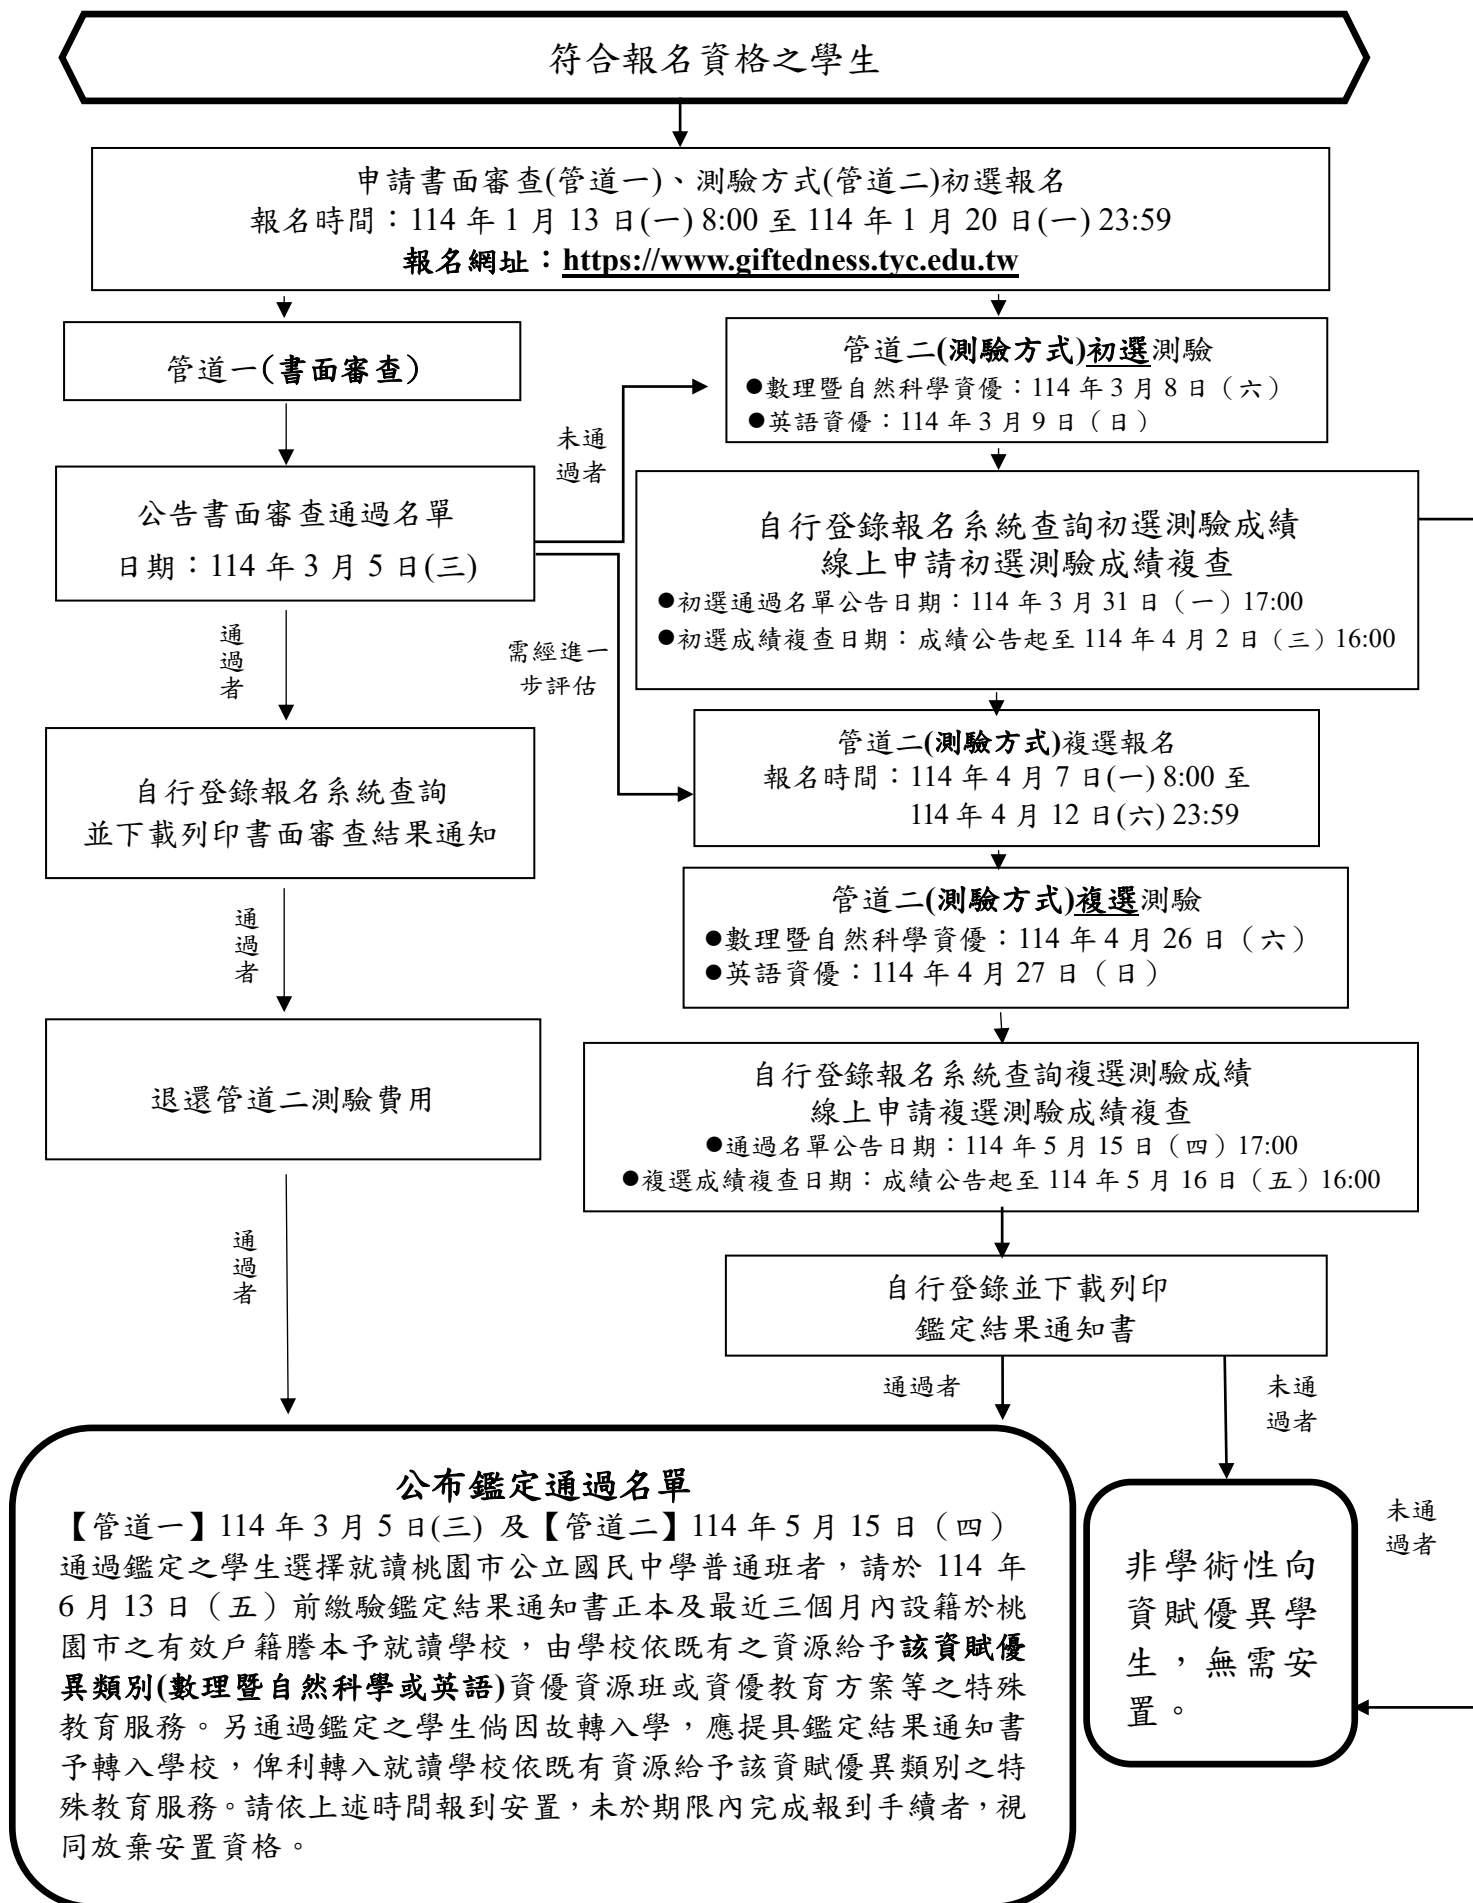 符合報名資格之學生
申請書面審查(管道一)、測驗方式(管道二)初選報名
報名時間：114 年 1 月 13 日(一) 8:00 至 114 年 1 月 20 日(一) 23:59
報名網址：https://www.giftedness.tyc.edu.tw
管道一(書面審查)
管道二(測驗方式)初選測驗
●數理暨自然科學資優：114 年 3 月 8 日（六）
●英語資優：114 年 3 月 9 日（日）
未通
過者
公告書面審查通過名單
日期：114 年 3 月 5 日(三)
自行登錄報名系統查詢初選測驗成績
線上申請初選測驗成績複查
●初選通過名單公告日期：114 年 3 月 31 日（一）17:00
●初選成績複查日期：成績公告起至 114 年 4 月 2 日（三）16:00
通
過
者
需經進一
步評估
自行登錄報名系統查詢
並下載列印書面審查結果通知
管道二(測驗方式)複選報名
報名時間：114 年 4 月 7 日(一) 8:00 至
114 年 4 月 12 日(六) 23:59
管道二(測驗方式)複選測驗
●數理暨自然科學資優：114 年 4 月 26 日（六）
●英語資優：114 年 4 月 27 日（日）
通
過
者
退還管道二測驗費用
自行登錄報名系統查詢複選測驗成績
線上申請複選測驗成績複查
●通過名單公告日期：114 年 5 月 15 日（四）17:00
●複選成績複查日期：成績公告起至 114 年 5 月 16 日（五）16:00
通
過
者
自行登錄並下載列印
鑑定結果通知書
通過者
未通
過者
公布鑑定通過名單
【管道一】114 年 3 月 5 日(三) 及【管道二】114 年 5 月 15 日（四）
通過鑑定之學生選擇就讀桃園市公立國民中學普通班者，請於 114 年
6 月 13 日（五）前繳驗鑑定結果通知書正本及最近三個月內設籍於桃
園市之有效戶籍謄本予就讀學校，由學校依既有之資源給予該資賦優
異類別(數理暨自然科學或英語)資優資源班或資優教育方案等之特殊
教育服務。另通過鑑定之學生倘因故轉入學，應提具鑑定結果通知書
予轉入學校，俾利轉入就讀學校依既有資源給予該資賦優異類別之特
殊教育服務。請依上述時間報到安置，未於期限內完成報到手續者，視
同放棄安置資格。
未通
過者
非學術性向
資賦優異學
生，無需安
置。